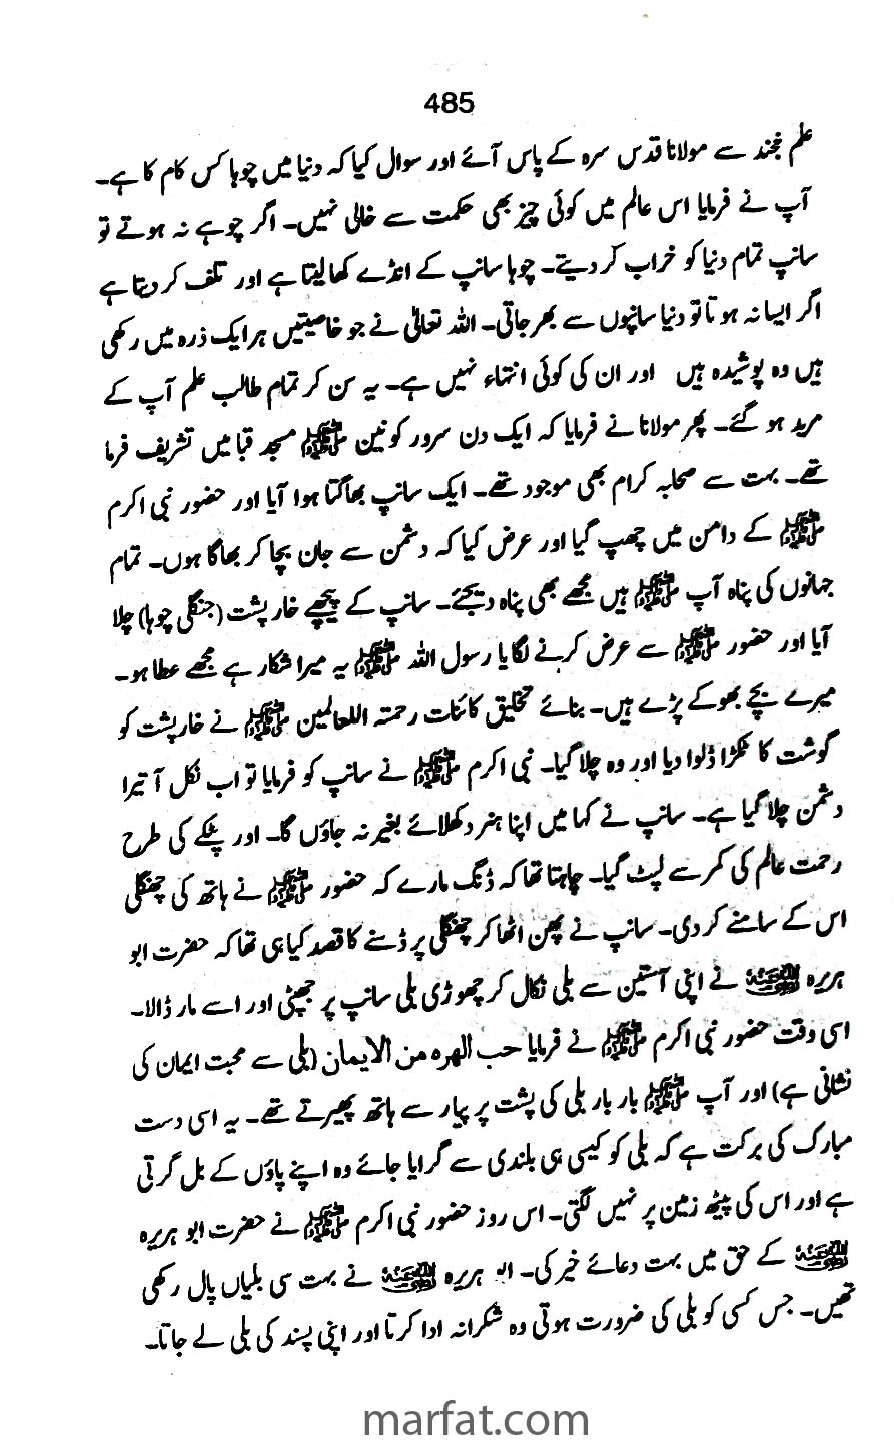 485
علم خجند سے مولانا قدس سرہ کے پاس آئے اور سوال کیا کہ دنیا میں چوہا کس کام کا ہے۔
آپ نے فرمایا اس عالم میں کوئی چیز بھی حکمت سے خالی نہیں۔ اگر چوہے نہ ہوتے تو
سانپ تمام دنیا کو خراب کر دیتے۔ چوہا سانپ کے انڈے کھا لیتا ہے اور تلف کر دیتا ہے
اگر ایسا نہ ہوتا تو دنیا سانپوں سے بھر جاتی۔ اللہ تعالیٰ نے جو خاصیتیں ہر ایک ذرہ میں رکھی
ہیں وہ پوشیدہ ہیں اور ان کی کوئی انتہاء نہیں ہے۔ یہ سن کر تمام طالب علم آپ کے
مرید ہو گئے۔ پھر مولانا نے فرمایا کہ ایک دن سرور کونین ﷺ مسجد قبا میں تشریف فرما
تھے۔ بہت سے صحابہ کرام بھی موجود تھے۔ ایک سانپ بھاگتا ہوا آیا اور حضور نبی اکرم
ﷺ کے دامن میں چھپ گیا اور عرض کیا کہ دشمن سے جان بچا کر بھاگا ہوں۔ تمام
جہانوں کی پناہ آپ ﷺ ہیں مجھے بھی پناہ دیجئے۔ سانپ کے پیچھے خار پشت (جنگلی چوہا) چلا
آیا اور حضور ﷺ سے عرض کرنے لگا یا رسول اللہ ﷺ یہ میرا شکار ہے مجھے عطا ہو۔
میرے بچے بھوکے پڑے ہیں۔ بنائے تخلیق کائنات رحمتہ اللعالمین ﷺ نے خار پشت کو
گوشت کا ٹکڑا ڈلوا دیا اور وہ چلا گیا۔ نبی اکرم ﷺ نے سانپ کو فرمایا تو اب نکل آ تیرا
دشمن چلا گیا ہے۔ سانپ نے کہا میں اپنا ہنر دکھلائے بغیر نہ جاؤں گا۔ اور پٹکے کی طرح
رحمت عالم کی کمر سے لپٹ گیا۔ چاہتا تھا کہ ڈنگ مارے کہ حضور ﷺ نے ہاتھ کی چھنگلی
اس کے سامنے کر دی۔ سانپ نے پھن اٹھا کر چھنگلی پر ڈسنے کا قصد کیا ہی تھا کہ حضرت ابو
ہریرہ رضی اللہ عنہ نے اپنی آستین سے بلی نکال کر چھوڑی بلی سانپ پر جھپٹی اور اسے مار ڈالا۔
اسی وقت حضور نبی اکرم ﷺ نے فرمایا حب الھرہ من الایمان (بلی سے محبت ایمان کی
نشانی ہے) اور آپ ﷺ بار بار بلی کی پشت پر پیار سے ہاتھ پھیرتے تھے۔ یہ اسی دست
مبارک کی برکت ہے کہ بلی کو کیسی ہی بلندی سے گرایا جائے وہ اپنے پاؤں کے بل گرتی
ہے اور اس کی پیٹھ زمین پر نہیں لگتی۔ اس روز حضور نبی اکرم ﷺ نے حضرت ابو ہریرہ
رضی اللہ عنہ کے حق میں بہت دعائے خیر کی۔ ابو ہریرہ رضی اللہ عنہ نے بہت سی بلیاں پال رکھی
تھیں۔ جس کسی کو بلی کی ضرورت ہوتی وہ شکرانہ ادا کرتا اور اپنی پسند کی بلی لے جاتا۔
marfat.com